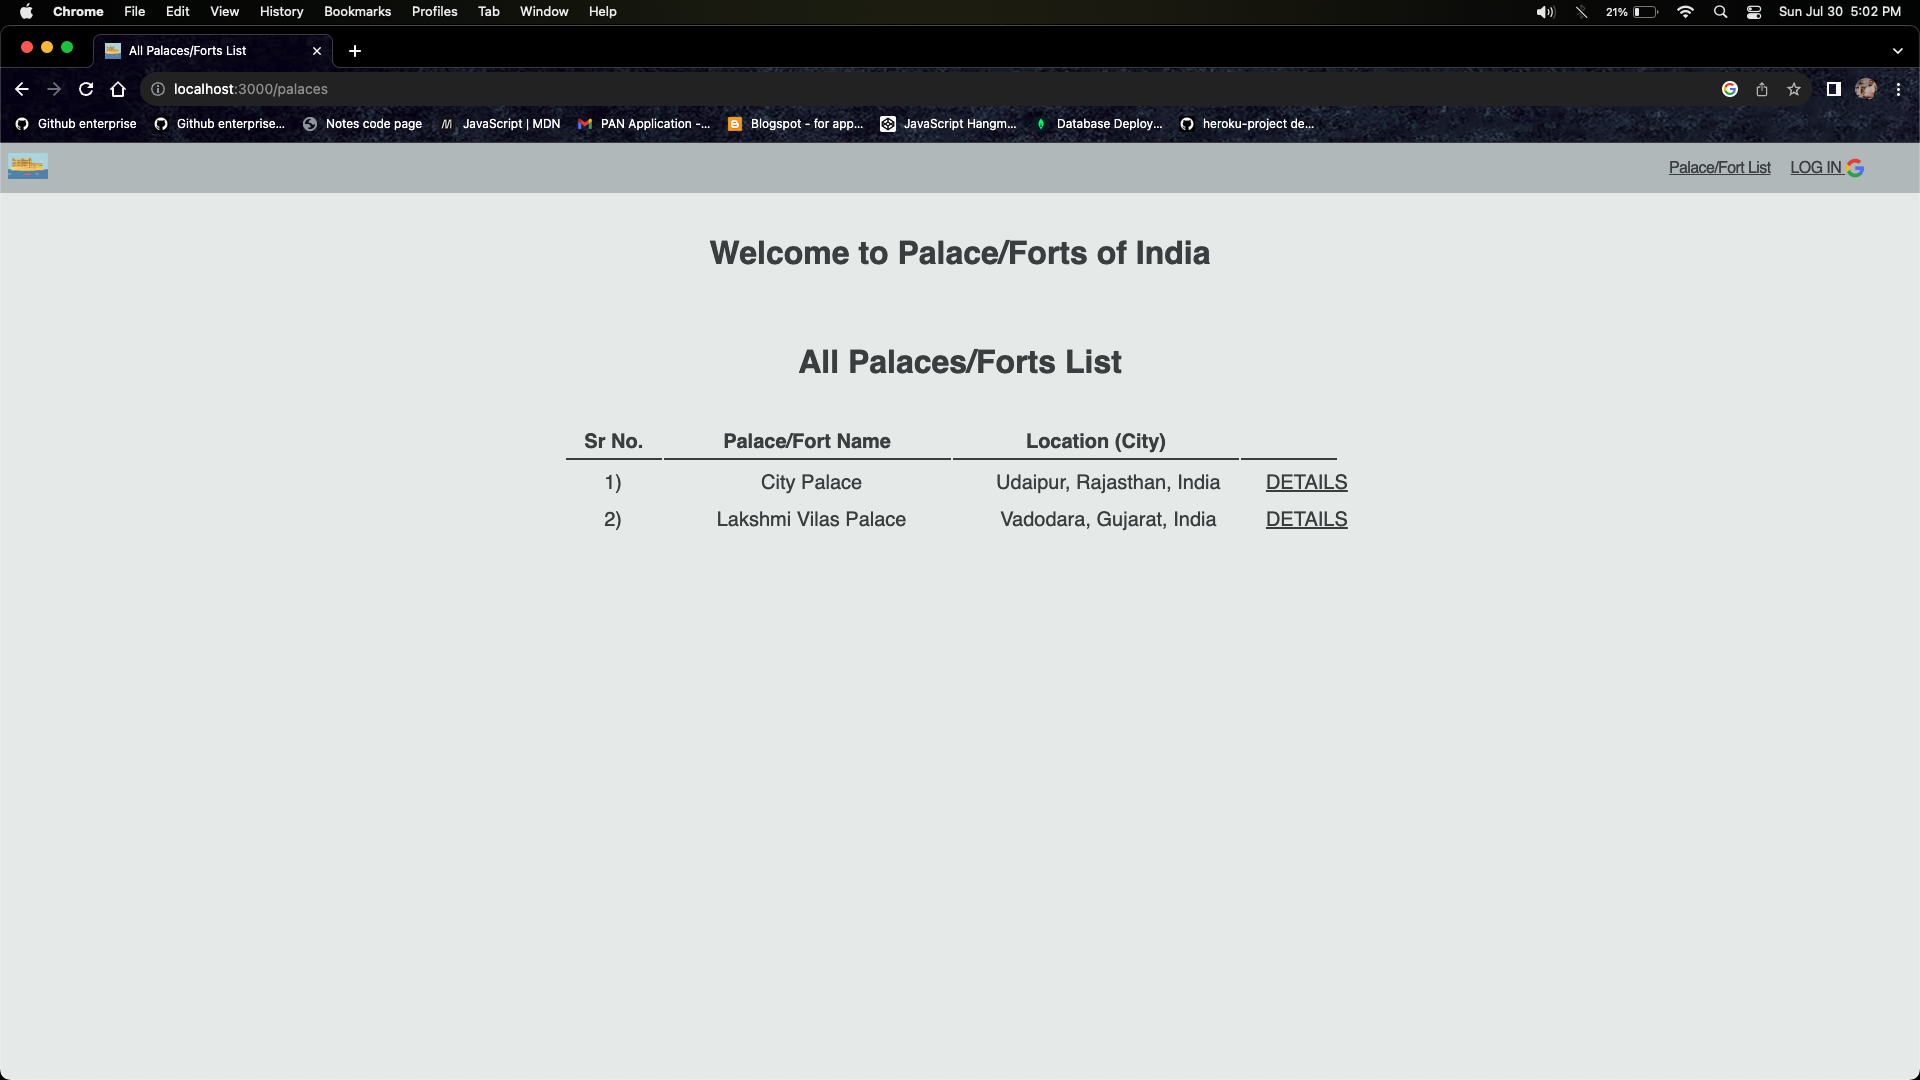 Chrome File Edit View History Bookmarks Profiles Tab Window Help 21% Sun Jul 30 5:02 PM
All Palaces/Forts List
localhost:3000/palaces
Github enterprise Github enterprise... Notes code page JavaScript | MDN PAN Application -... Blogspot - for app... JavaScript Hangm... Database Deploy... heroku-project de...
Palace/Fort List LOG IN
Welcome to Palace/Forts of India
All Palaces/Forts List
Sr No. Palace/Fort Name Location (City)
1) City Palace Udaipur, Rajasthan, India DETAILS
2) Lakshmi Vilas Palace Vadodara, Gujarat, India DETAILS